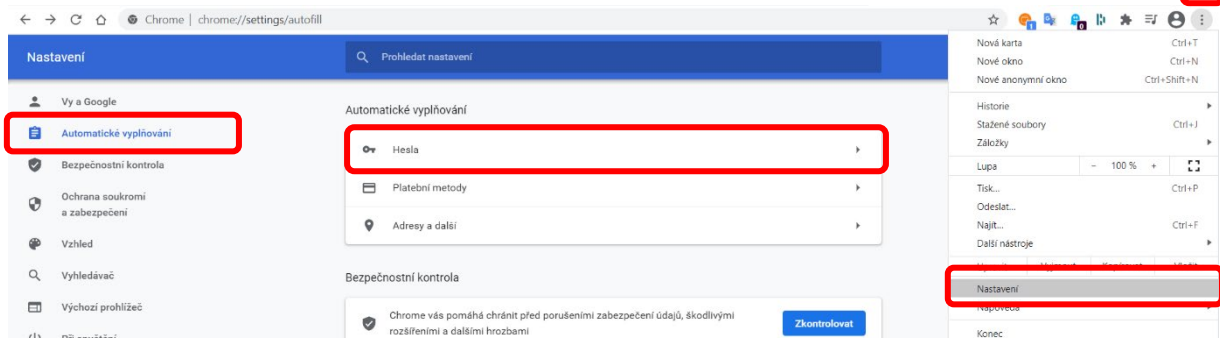 Chrome | chrome://settings/autofill
1
0
Nastavení
Prohledat nastavení
Vy a Google
Automatické vyplňování
Bezpečnostní kontrola
Ochrana soukromí
a zabezpečení
Vzhled
Vyhledávač
Výchozí prohlížeč
Automatické vyplňování
Hesla
Platební metody
Adresy a další
Bezpečnostní kontrola
Chrome vás pomáhá chránit před porušeními zabezpečení údajů, škodlivými
rozšířeními a dalšími hrozbami
Zkontrolovat
Nová karta Ctrl+T
Nové okno Ctrl+N
Nové anonymní okno Ctrl+Shift+N
Historie
Stažené soubory Ctrl+J
Záložky
Lupa - 100 % +
Tisk... Ctrl+P
Odeslat...
Najít... Ctrl+F
Další nástroje
Nastavení
Nápověda
Konec